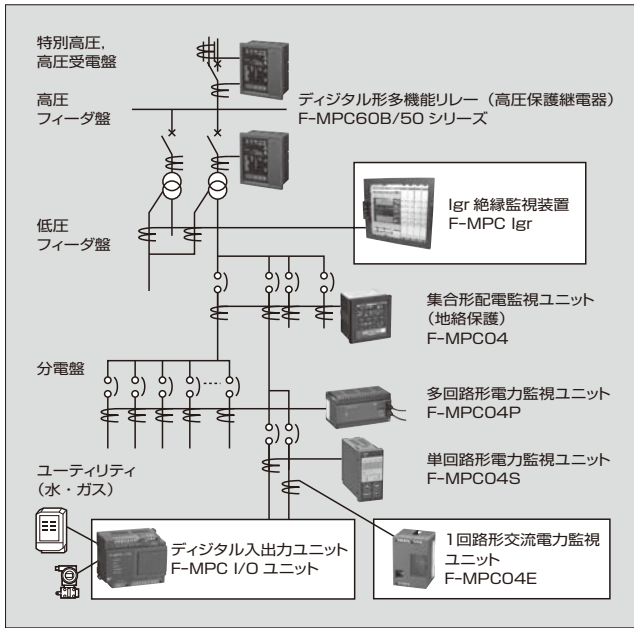 特別高圧,
高圧受電盤
高圧
フィーダ盤
ディジタル形多機能リレー（高圧保護継電器）
F-MPC60B/50 シリーズ
Igr 絶縁監視装置
F-MPC Igr
低圧
フィーダ盤
集合形配電監視ユニット
（地絡保護）
F-MPC04
分電盤
多回路形電力監視ユニット
F-MPC04P
単回路形電力監視ユニット
F-MPC04S
ユーティリティ
（水・ガス）
ディジタル入出力ユニット
F-MPC I/O ユニット
1回路形交流電力監視
ユニット
F-MPC04E